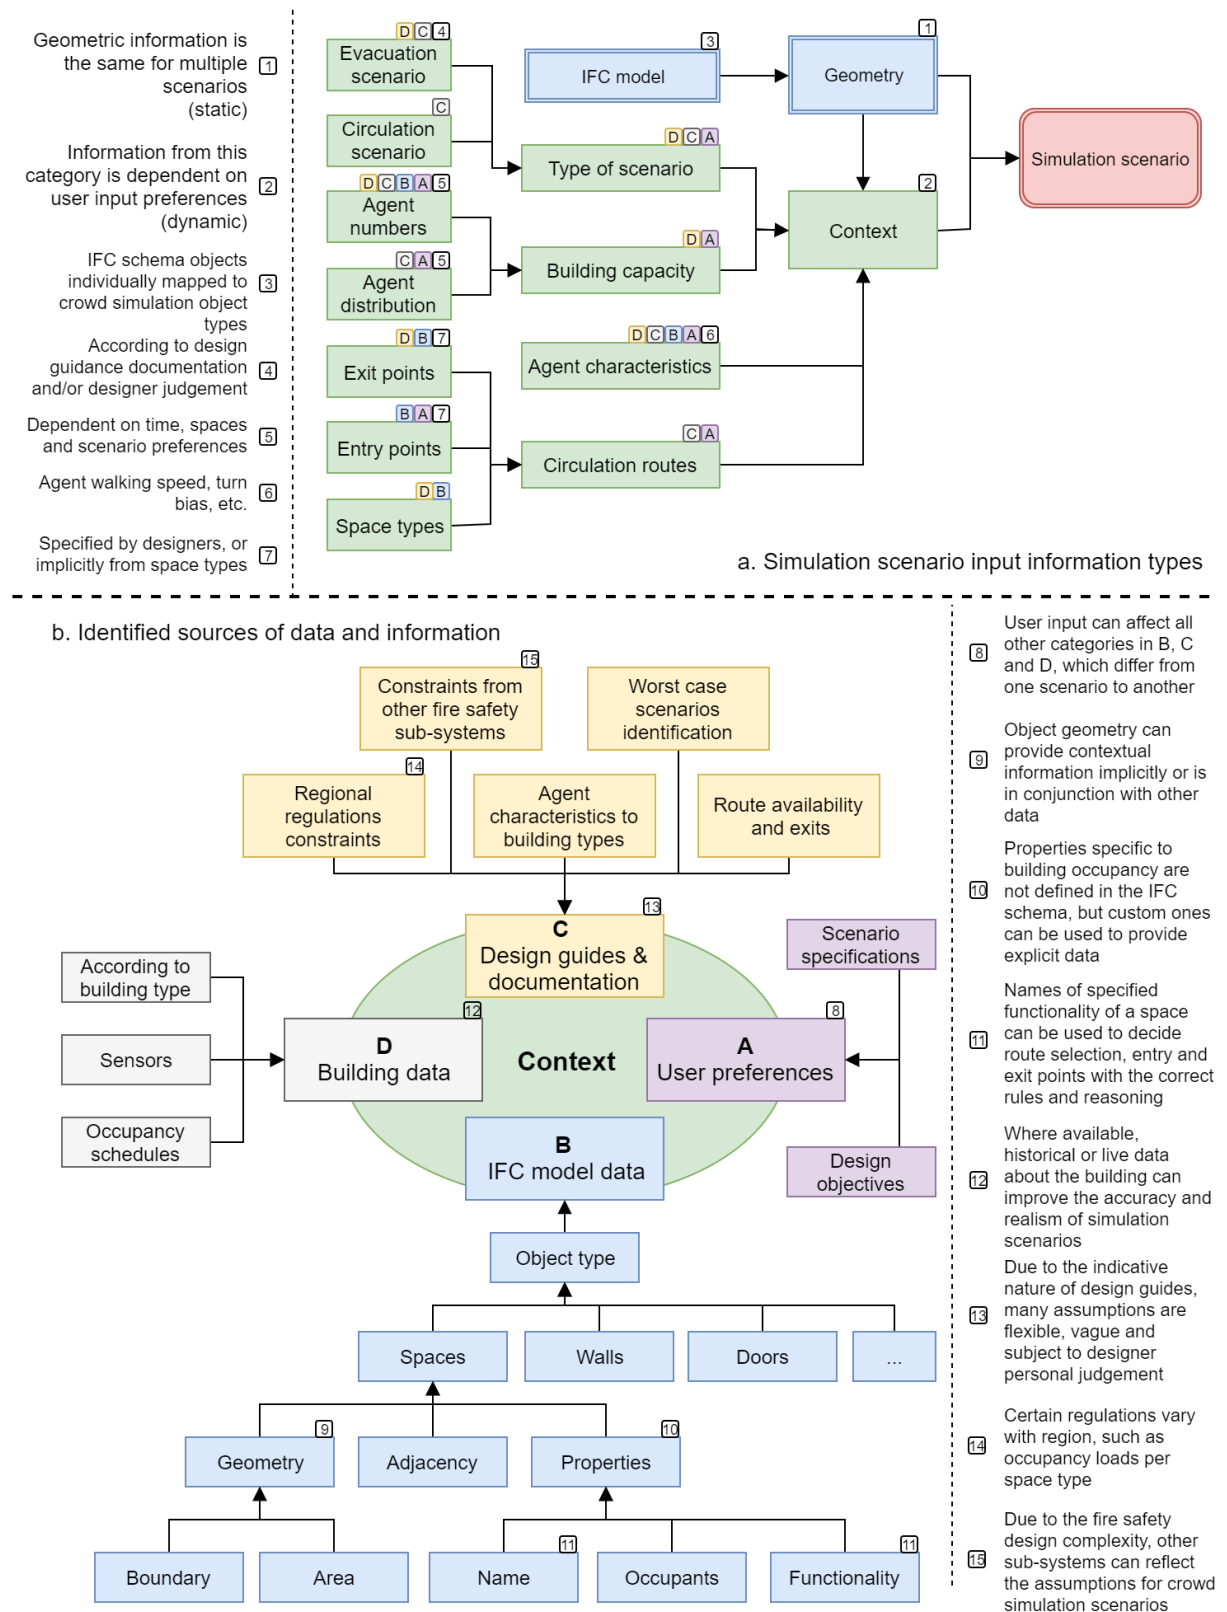 Geometric information is
the same for multiple
scenarios
(static)
1
Information from this
category is dependent on
user input preferences
(dynamic)
2
IFC schema objects
individually mapped to
crowd simulation object
types
3
According to design
guidance documentation
and/or designer judgement
4
Dependent on time, spaces
and scenario preferences
5
Agent walking speed, turn
bias, etc.
6
Specified by designers, or
implicitly from space types
7
D C 4
Evacuation
scenario
C
Circulation
scenario
D C B A 5
Agent
numbers
C A 5
Agent
distribution
D B 7
Exit points
B A 7
Entry points
D B
Space types
3
IFC model
D C A
Type of scenario
D A
Building capacity
D C B A 6
Agent characteristics
C A
Circulation routes
1
Geometry
2
Context
Simulation scenario
a. Simulation scenario input information types
b. Identified sources of data and information
15
Constraints from
other fire safety
sub-systems
Worst case
scenarios
identification
14
Regional
regulations
constraints
Agent
characteristics to
building types
Route availability
and exits
13
C
Design guides &
documentation
According to
building type
Sensors
Occupancy
schedules
12
D
Building data
Context
8
A
User preferences
Scenario
specifications
Design
objectives
B
IFC model data
Object type
Spaces
Walls
Doors
...
9
Geometry
Adjacency
10
Properties
Boundary
Area
11
Name
Occupants
11
Functionality
8
User input can affect all
other categories in B, C
and D, which differ from
one scenario to another
9
Object geometry can
provide contextual
information implicitly or is
in conjunction with other
data
10
Properties specific to
building occupancy are
not defined in the IFC
schema, but custom ones
can be used to provide
explicit data
11
Names of specified
functionality of a space
can be used to decide
route selection, entry and
exit points with the correct
rules and reasoning
12
Where available,
historical or live data
about the building can
improve the accuracy and
realism of simulation
scenarios
13
Due to the indicative
nature of design guides,
many assumptions are
flexible, vague and
subject to designer
personal judgement
14
Certain regulations vary
with region, such as
occupancy loads per
space type
15
Due to the fire safety
design complexity, other
sub-systems can reflect
the assumptions for crowd
simulation scenarios